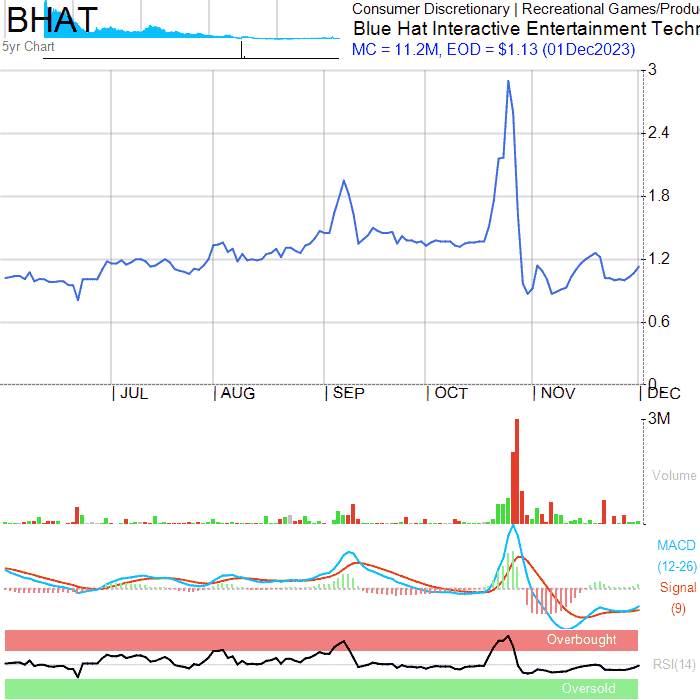 BHAT
Consumer Discretionary | Recreational Games/Produ
Blue Hat Interactive Entertainment Techn
5yr Chart
MC = 11.2M, EOD = $1.13 (01Dec2023)
3
2.4
1.8
1.2
0.6
0
JUL AUG SEP OCT NOV DEC
3M
Volume
MACD
(12-26)
Signal
(9)
Overbought
RSI(14)
Oversold